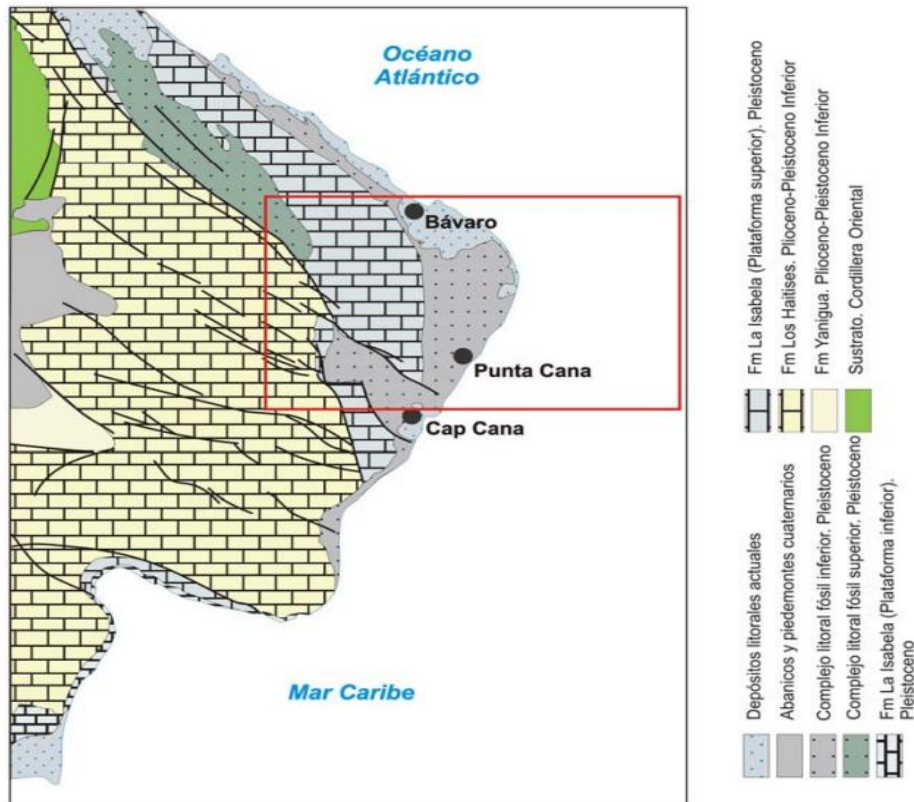 Océano
Atlántico
Bávaro
Punta Cana
Cap Cana
Mar Caribe
Depósitos litorales actuales
Abanicos y piedemontes cuaternarios
Complejo litoral fósil inferior. Pleistoceno
Complejo litoral fósil superior. Pleistoceno
Fm La Isabela (Plataforma inferior).
Pleistoceno
Fm La Isabela (Plataforma superior). Pleistoceno
Fm Los Haitises. Plioceno-Pleistoceno Inferior
Fm Yanigua. Plioceno-Pleistoceno Inferior
Sustrato. Cordillera Oriental